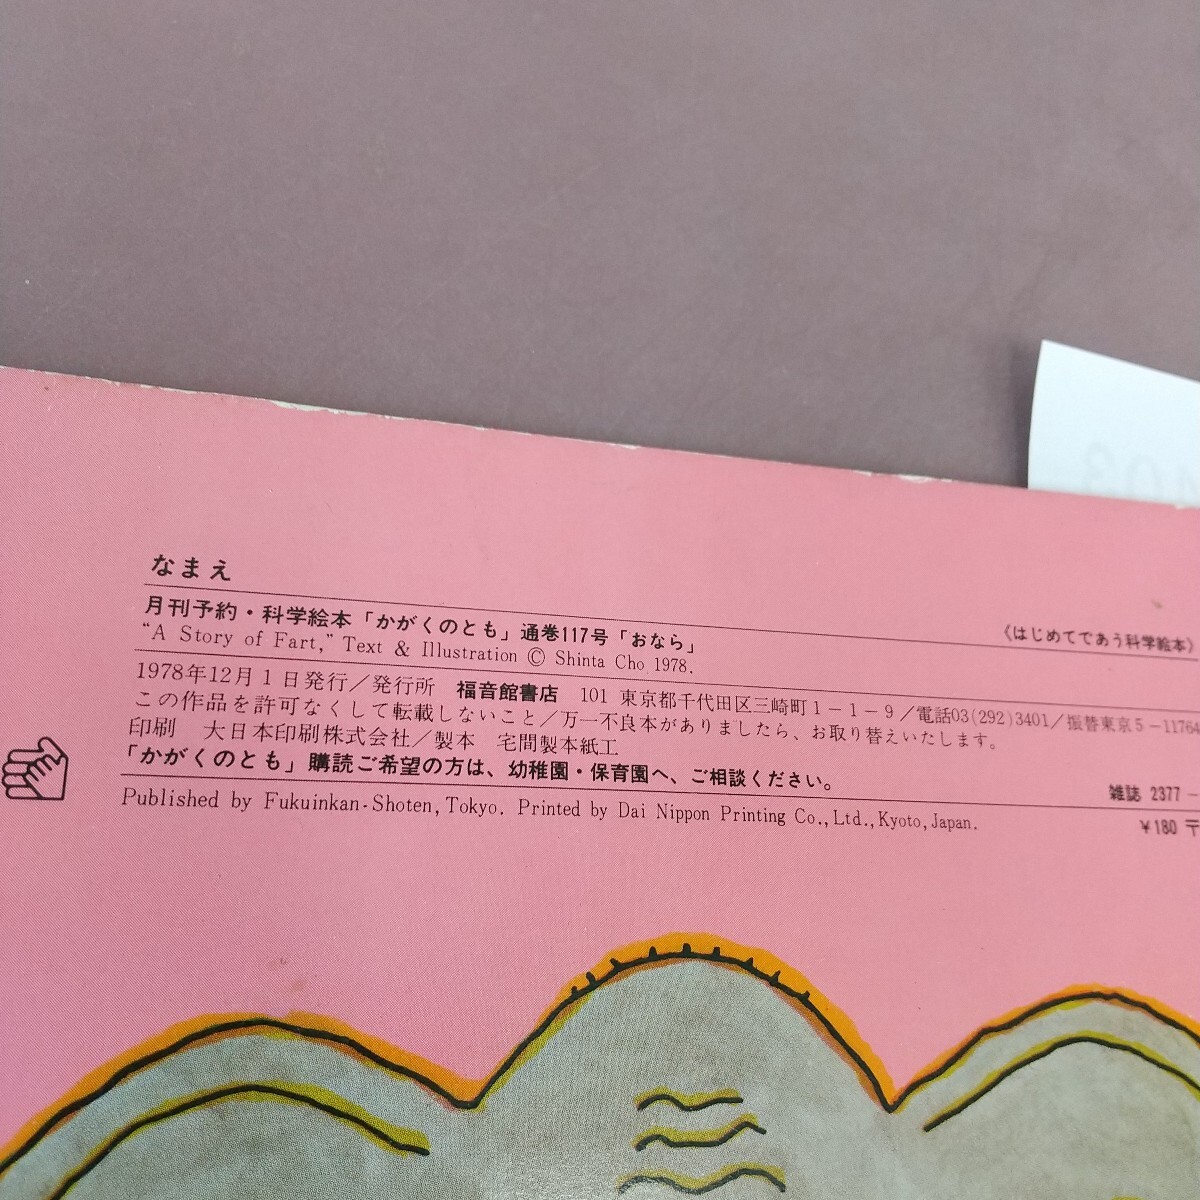 なまえ
月刊予約・科学絵本「かがくのとも」通巻117号「おなら」 〈はじめてであう科学絵本〉
"A Story of Fart," Text & Illustration © Shinta Cho 1978.
1978年12月1日発行／発行所 福音館書店 101 東京都千代田区三崎町1-1-9／電話03(292)3401／振替東京5-11764
この作品を許可なくして転載しないこと／万一不良本がありましたら、お取り替えいたします。
印刷 大日本印刷株式会社／製本 宅間製本紙工
「かがくのとも」購読ご希望の方は、幼稚園・保育園へ、ご相談ください。
雑誌 2377-
Published by Fukuinkan-Shoten, Tokyo. Printed by Dai Nippon Printing Co., Ltd., Kyoto, Japan.
¥180 〒